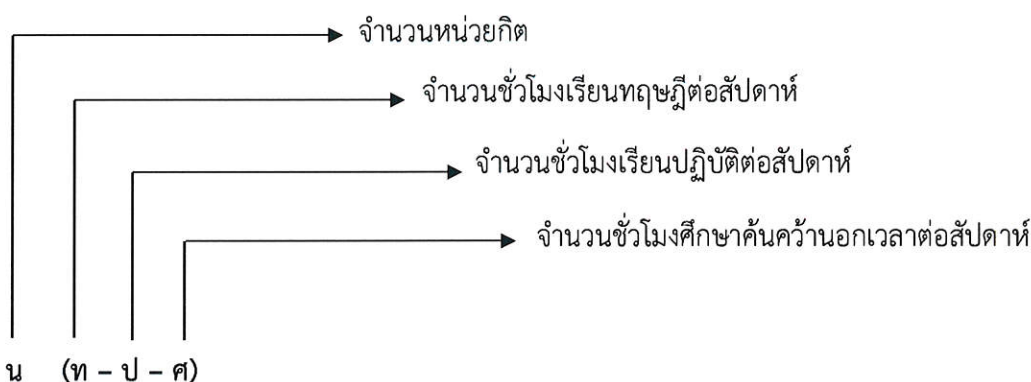 จำนวนหน่วยกิต
จำนวนชั่วโมงเรียนทฤษฎีต่อสัปดาห์
จำนวนชั่วโมงเรียนปฏิบัติต่อสัปดาห์
จำนวนชั่วโมงศึกษาค้นคว้านอกเวลาต่อสัปดาห์
น (ท – ป – ศ)